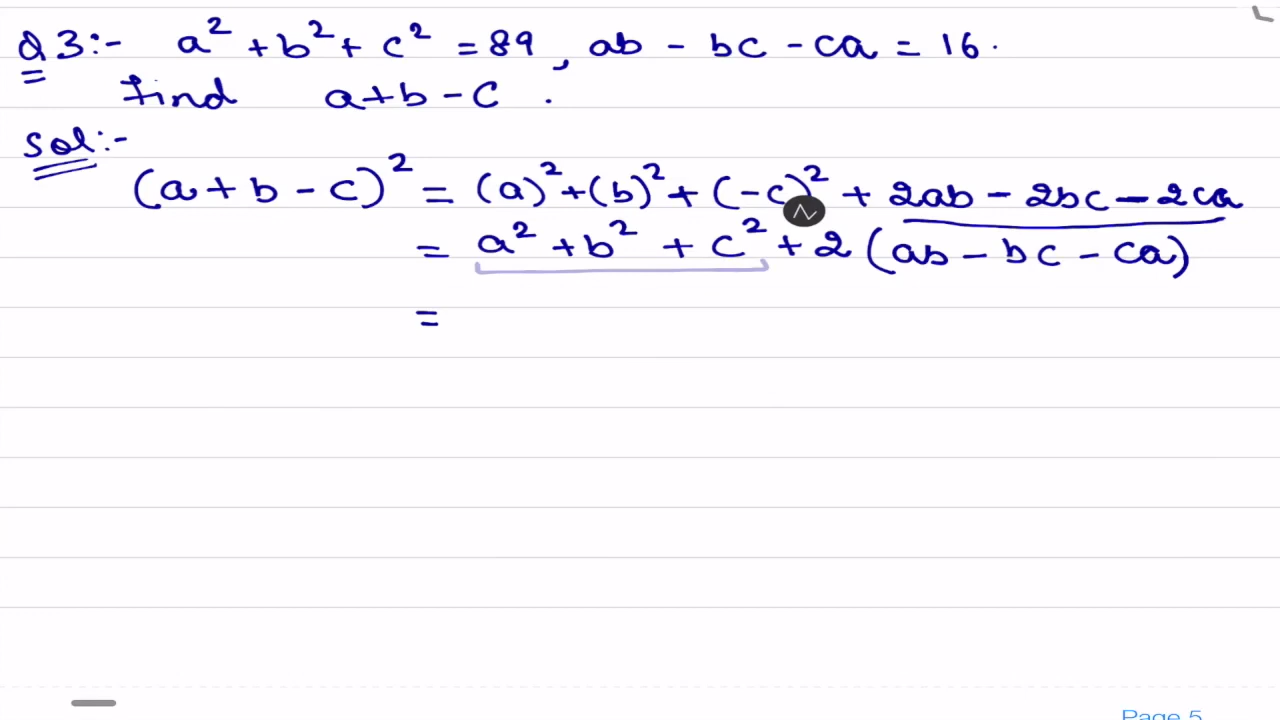 Q3:- a² + b² + c² = 89, ab - bc - ca = 16.
find a+b-c.
Sol:-
(a+b-c)² = (a)²+(b)²+(-c)² + 2ab - 2bc - 2ca
= a² + b² + c² + 2(ab - bc - ca)
=
Page 5